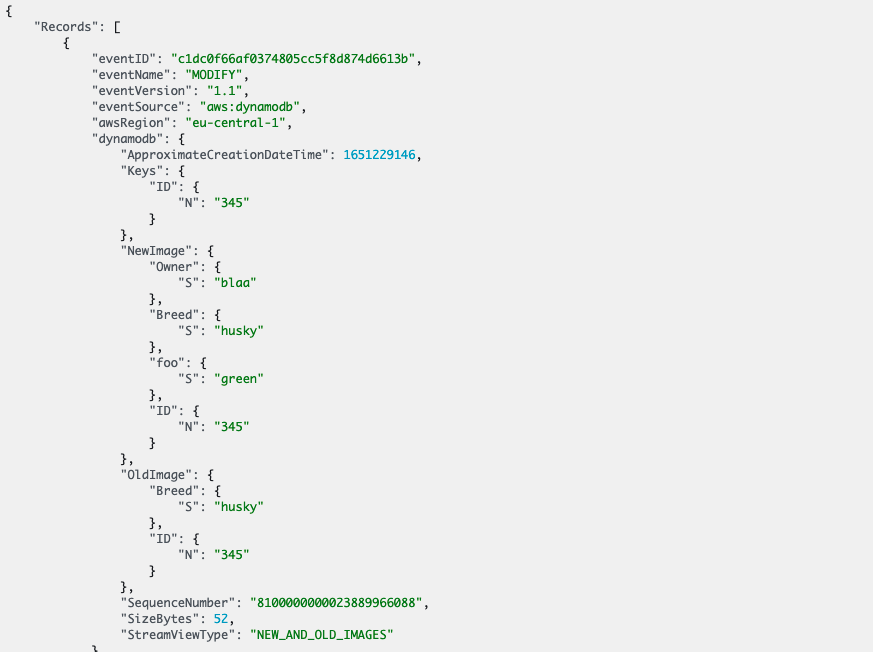 {
"Records": [
{
"eventID": "c1dc0f66af0374805cc5f8d874d6613b",
"eventName": "MODIFY",
"eventVersion": "1.1",
"eventSource": "aws:dynamodb",
"awsRegion": "eu-central-1",
"dynamodb": {
"ApproximateCreationDateTime": 1651229146,
"Keys": {
"ID": {
"N": "345"
}
},
"NewImage": {
"Owner": {
"S": "blaa"
},
"Breed": {
"S": "husky"
},
"foo": {
"S": "green"
},
"ID": {
"N": "345"
}
},
"OldImage": {
"Breed": {
"S": "husky"
},
"ID": {
"N": "345"
}
},
"SequenceNumber": "8100000000023889966088",
"SizeBytes": 52,
"StreamViewType": "NEW_AND_OLD_IMAGES"
}